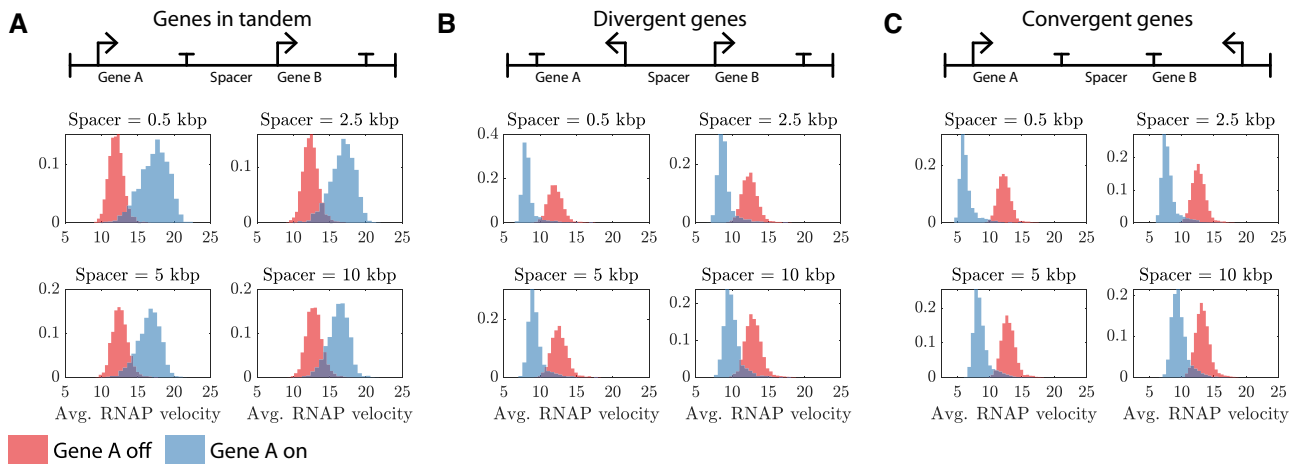 A
Genes in tandem
Gene A
Spacer
Gene B
Spacer = 0.5 kbp
0.1
0
5 10 15 20 25
Spacer = 2.5 kbp
0.1
0
5 10 15 20 25
Spacer = 5 kbp
0.2
0.1
0
5 10 15 20 25
Spacer = 10 kbp
0.2
0.1
0
5 10 15 20 25
Avg. RNAP velocity
B
Divergent genes
Gene A
Spacer
Gene B
Spacer = 0.5 kbp
0.4
0.2
0
5 10 15 20 25
Spacer = 2.5 kbp
0.2
0
5 10 15 20 25
Spacer = 5 kbp
0.2
0
5 10 15 20 25
Spacer = 10 kbp
0.2
0.1
0
5 10 15 20 25
Avg. RNAP velocity
C
Convergent genes
Gene A
Spacer
Gene B
Spacer = 0.5 kbp
0.2
0
5 10 15 20 25
Spacer = 2.5 kbp
0.2
0.1
0
5 10 15 20 25
Spacer = 5 kbp
0.2
0.1
0
5 10 15 20 25
Spacer = 10 kbp
0.2
0.1
0
5 10 15 20 25
Avg. RNAP velocity
Gene A off
Gene A on